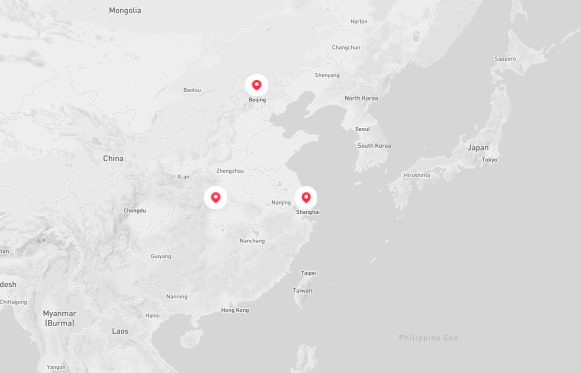 Mongolia
Harbin
Changchun
Sapporo
Shenyang
Baotou
Beijing
North Korea
Seoul
South Korea
Japan
Tokyo
China
Zhengzhou
Xi'an
Hiroshima
Nanjing
Shanghai
Chengdu
Nanchang
Guiyang
Taipei
Taiwan
tan
desh
Chittagong
Nanning
Hong Kong
Myanmar
(Burma)
Hanoi
Laos
Philippine Sea
Yangon